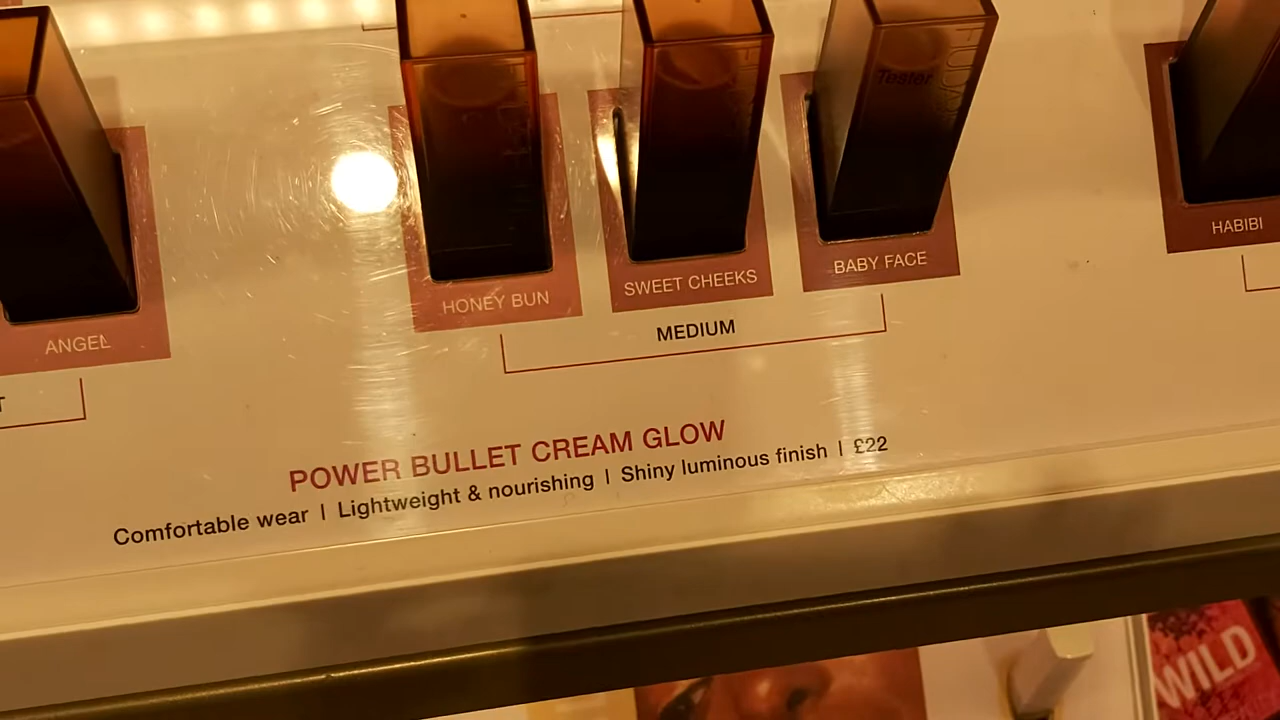 Tester
HABIBI
BABY FACE
SWEET CHEEKS
HONEY BUN
ANGEL
MEDIUM
T
POWER BULLET CREAM GLOW
Comfortable wear | Lightweight & nourishing | Shiny luminous finish | £22
WILD